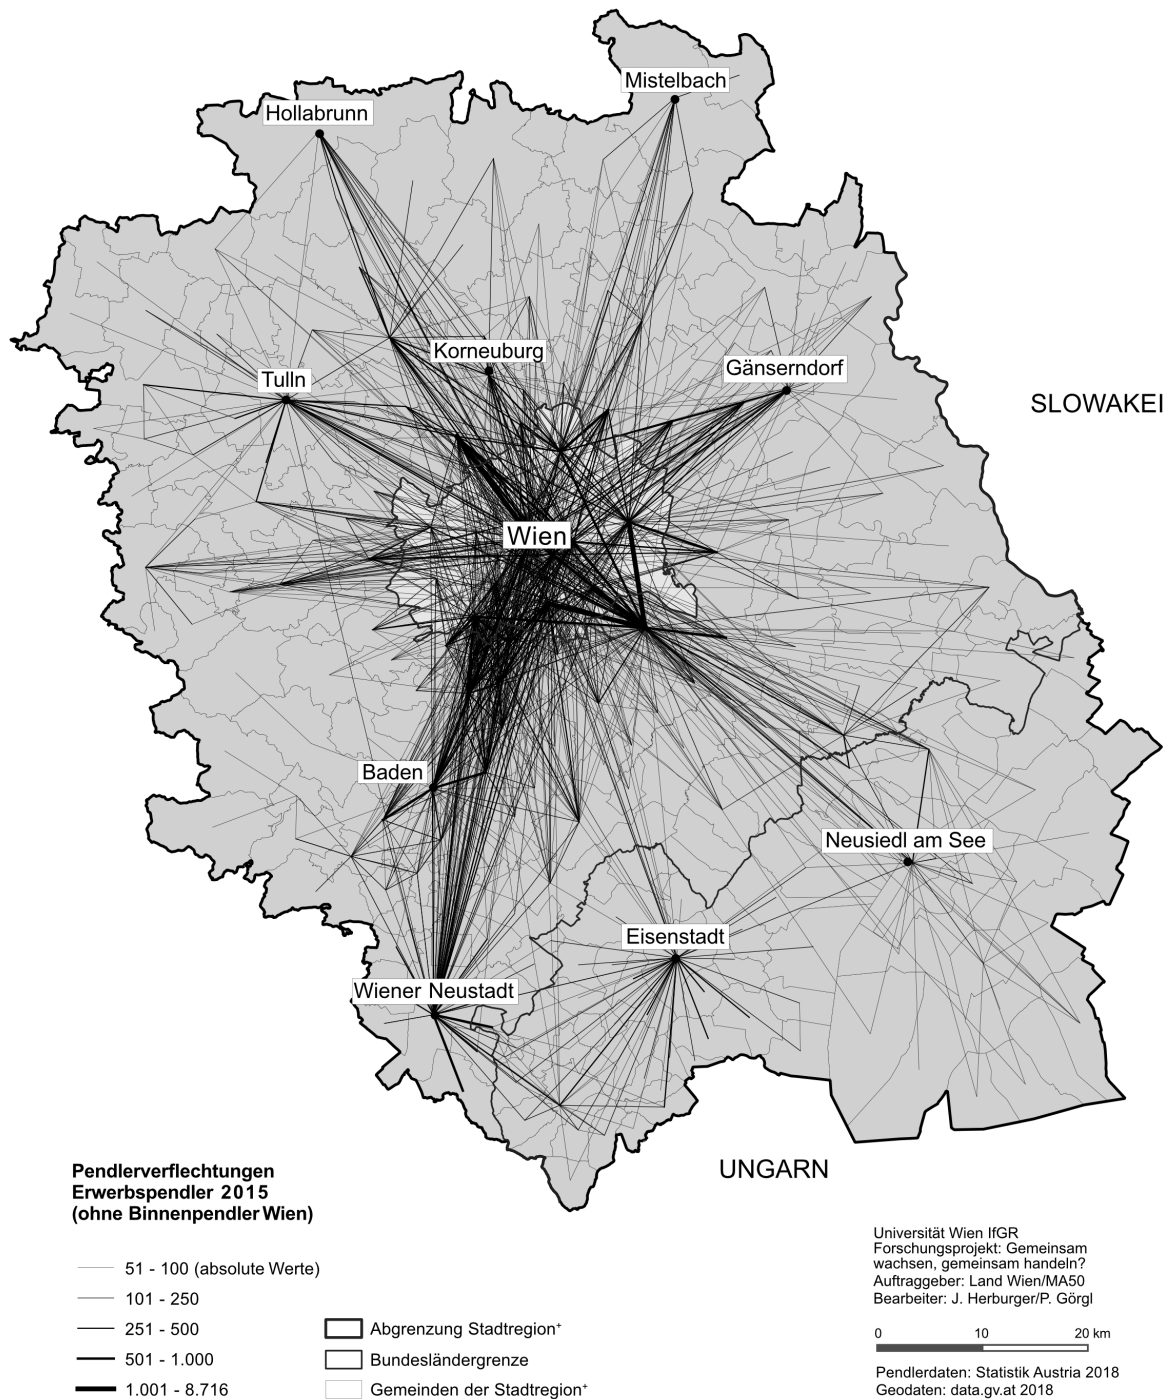 Mistelbach
Hollabrunn
Korneuburg
Gänserndorf
Tulln
SLOWAKEI
Wien
Baden
Neusiedl am See
Eisenstadt
Wiener Neustadt
UNGARN
Pendlerverflechtungen
Erwerbspendler 2015
(ohne Binnenpendler Wien)
51 - 100 (absolute Werte)
101 - 250
251 - 500
501 - 1.000
1.001 - 8.716
Abgrenzung Stadtregion⁺
Bundesländergrenze
Gemeinden der Stadtregion⁺
Universität Wien IfGR
Forschungsprojekt: Gemeinsam
wachsen, gemeinsam handeln?
Auftraggeber: Land Wien/MA50
Bearbeiter: J. Herburger/P. Görgl
0 10 20 km
Pendlerdaten: Statistik Austria 2018
Geodaten: data.gv.at 2018